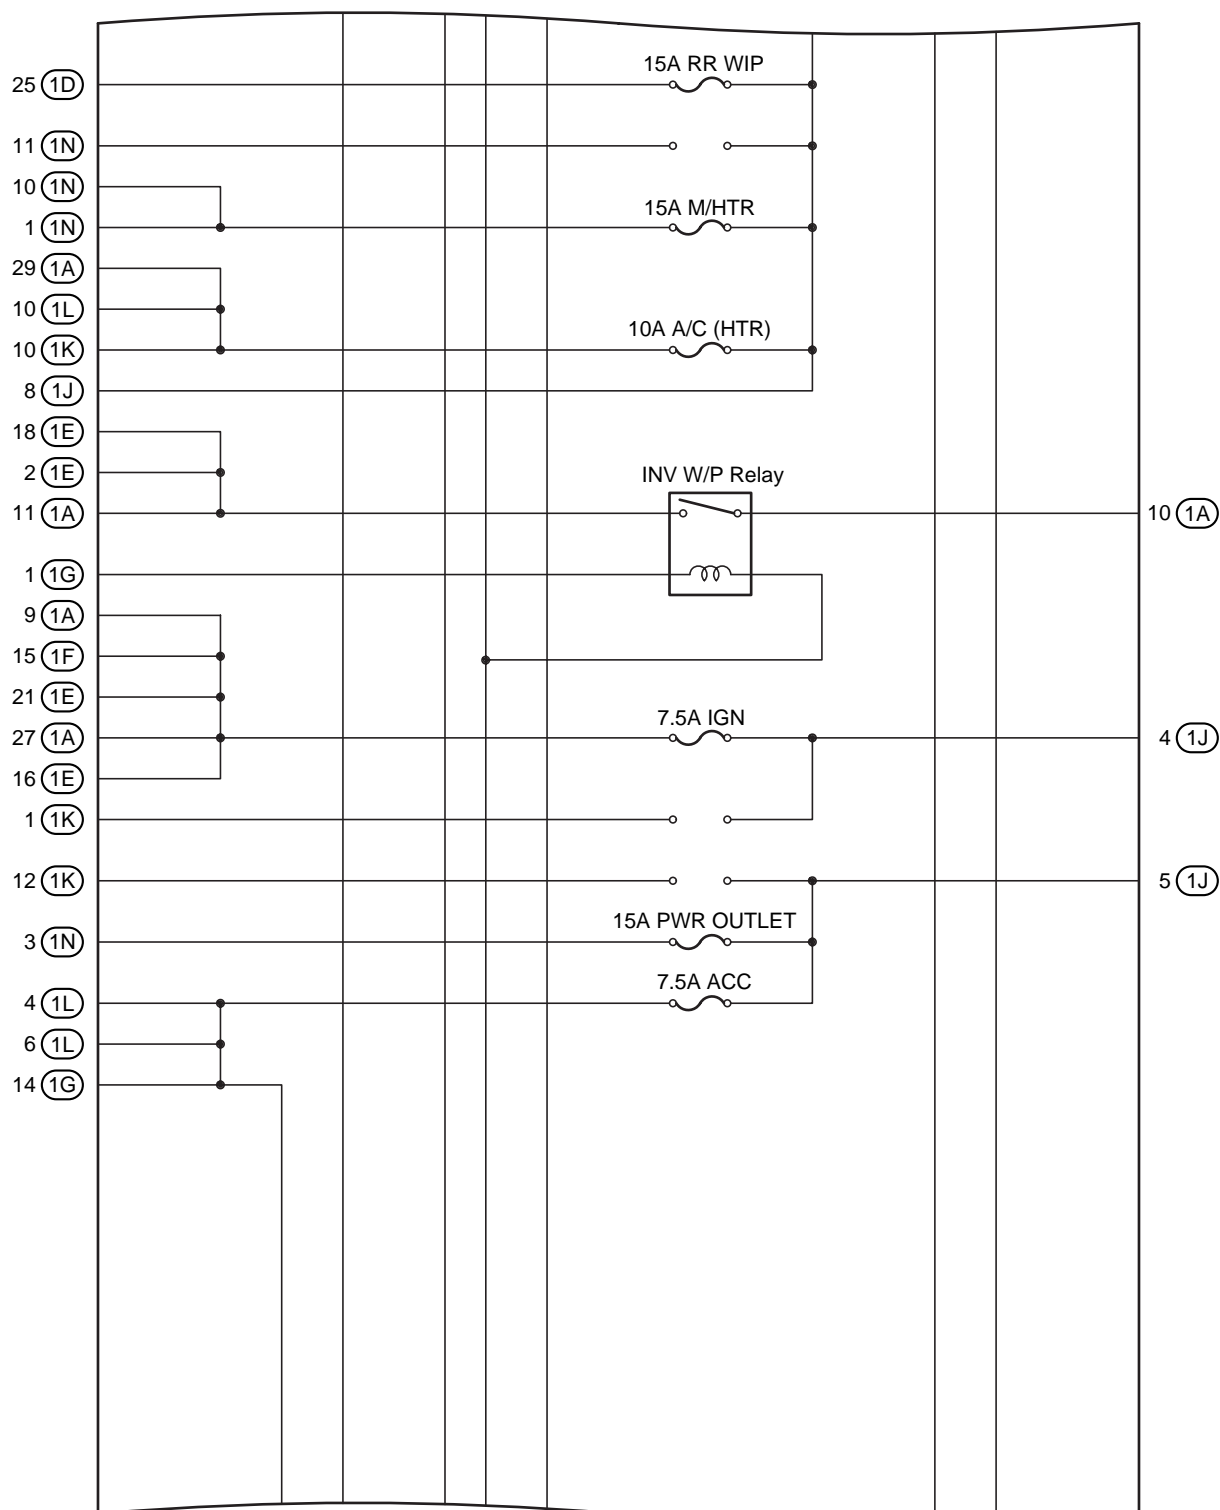 15A RR WIP
25 1D
11 1N
10 1N
15A M/HTR
1 1N
29 1A
10 1L
10A A/C (HTR)
10 1K
8 1J
18 1E
2 1E
INV W/P Relay
11 1A
10 1A
1 1G
9 1A
15 1F
21 1E
7.5A IGN
27 1A
4 1J
16 1E
1 1K
12 1K
5 1J
15A PWR OUTLET
3 1N
7.5A ACC
4 1L
6 1L
14 1G